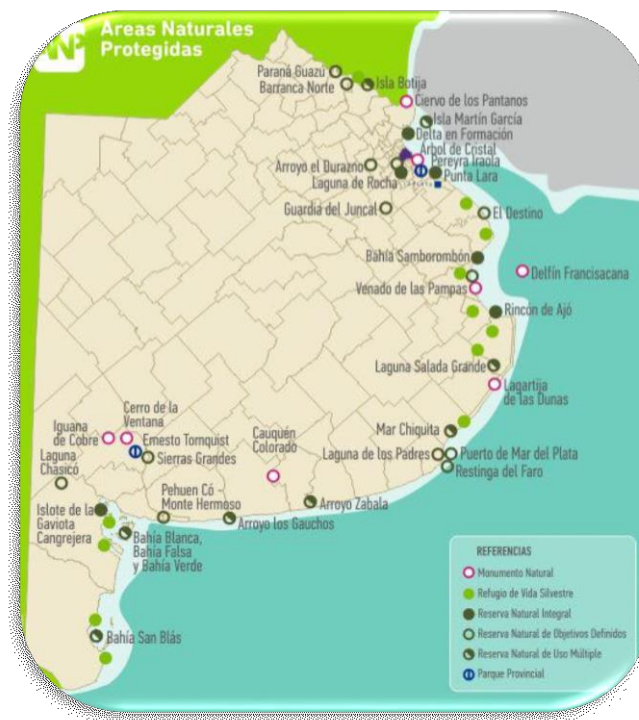 Areas Naturales
Protegidas
Paraná Guazú
Barranca Norte
Isla Botija
Ciervo de los Pantanos
Isla Martín García
Delta en Formación
Arbol de Cristal
Pereyra Iraola
Arroyo el Durazno
Laguna de Rocha
Punta Lara
Guardia del Juncal
El Destino
Bahía Samborombón
Delfín Francisacana
Venado de las Pampas
Rincón de Ajó
Laguna Salada Grande
Lagartija
de las Dunas
Cerro de la
Ventana
Iguana
de Cobre
Ernesto Tornquist
Cauquén
Colorado
Mar Chiquita
Laguna
Chasicó
Sierras Grandes
Laguna de los Padres
Puerto de Mar del Plata
Restinga del Faro
Pehuen Có -
Monte Hermoso
Arroyo Zabala
Islote de la
Gaviota
Cangrejera
Arroyo los Gauchos
Bahía Blanca,
Bahía Falsa
y Bahía Verde
Bahía San Blás
REFERENCIAS
Monumento Natural
Refugio de Vida Silvestre
Reserva Natural Integral
Reserva Natural de Objetivos Definidos
Reserva Natural de Uso Múltiple
Parque Provincial